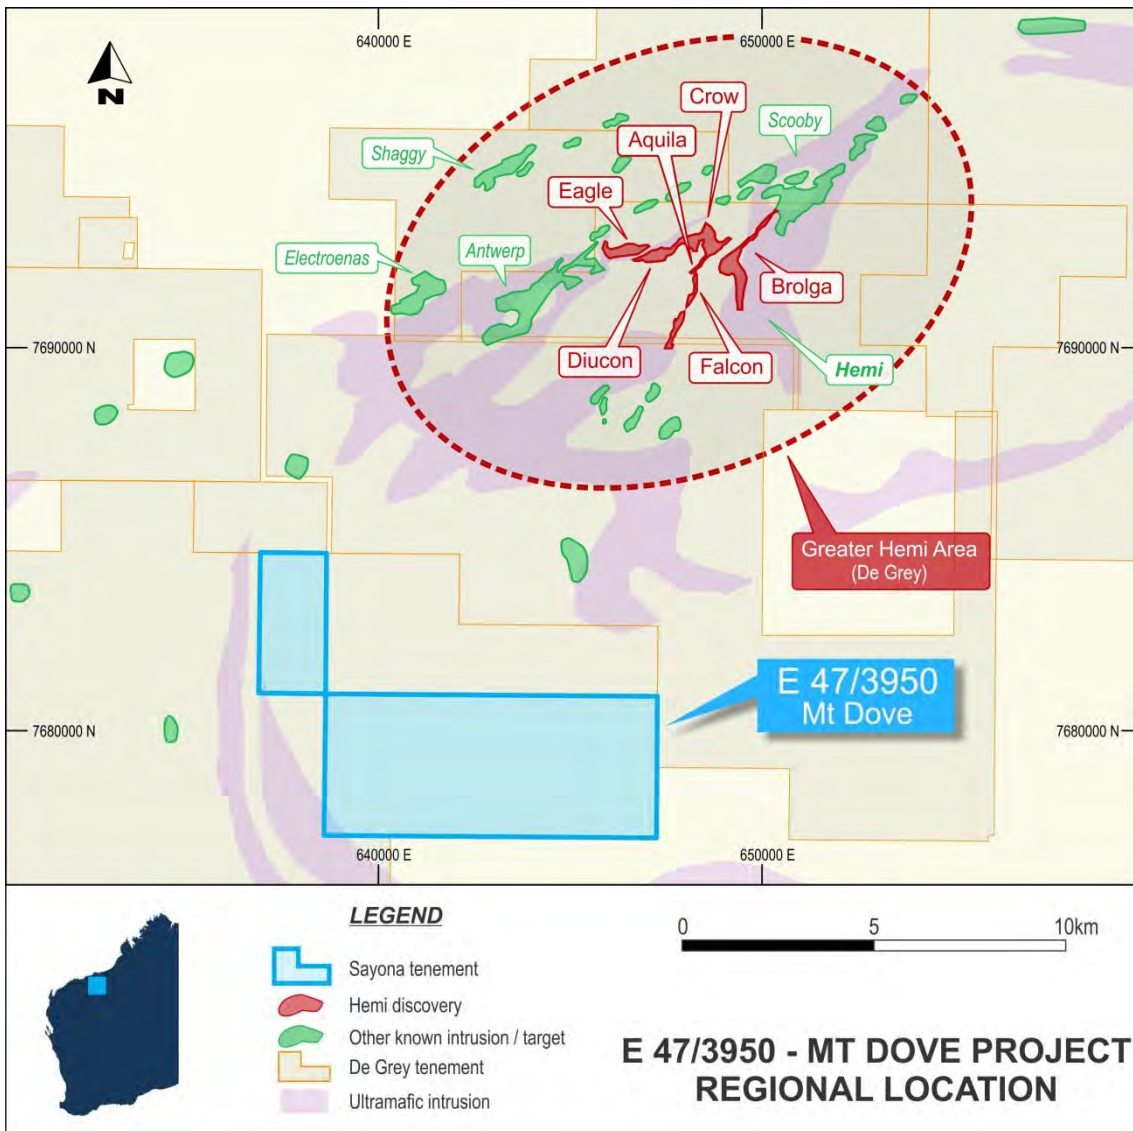 640000 E
650000 E
N
Crow
Scooby
Aquila
Shaggy
Eagle
Electroenas
Antwerp
Brolga
7690000 N
7690000 N
Diucon
Falcon
Hemi
Greater Hemi Area
(De Grey)
E 47/3950
Mt Dove
7680000 N
7680000 N
640000 E
650000 E
LEGEND
Sayona tenement
Hemi discovery
Other known intrusion / target
De Grey tenement
Ultramafic intrusion
0 5 10km
E 47/3950 - MT DOVE PROJECT
REGIONAL LOCATION